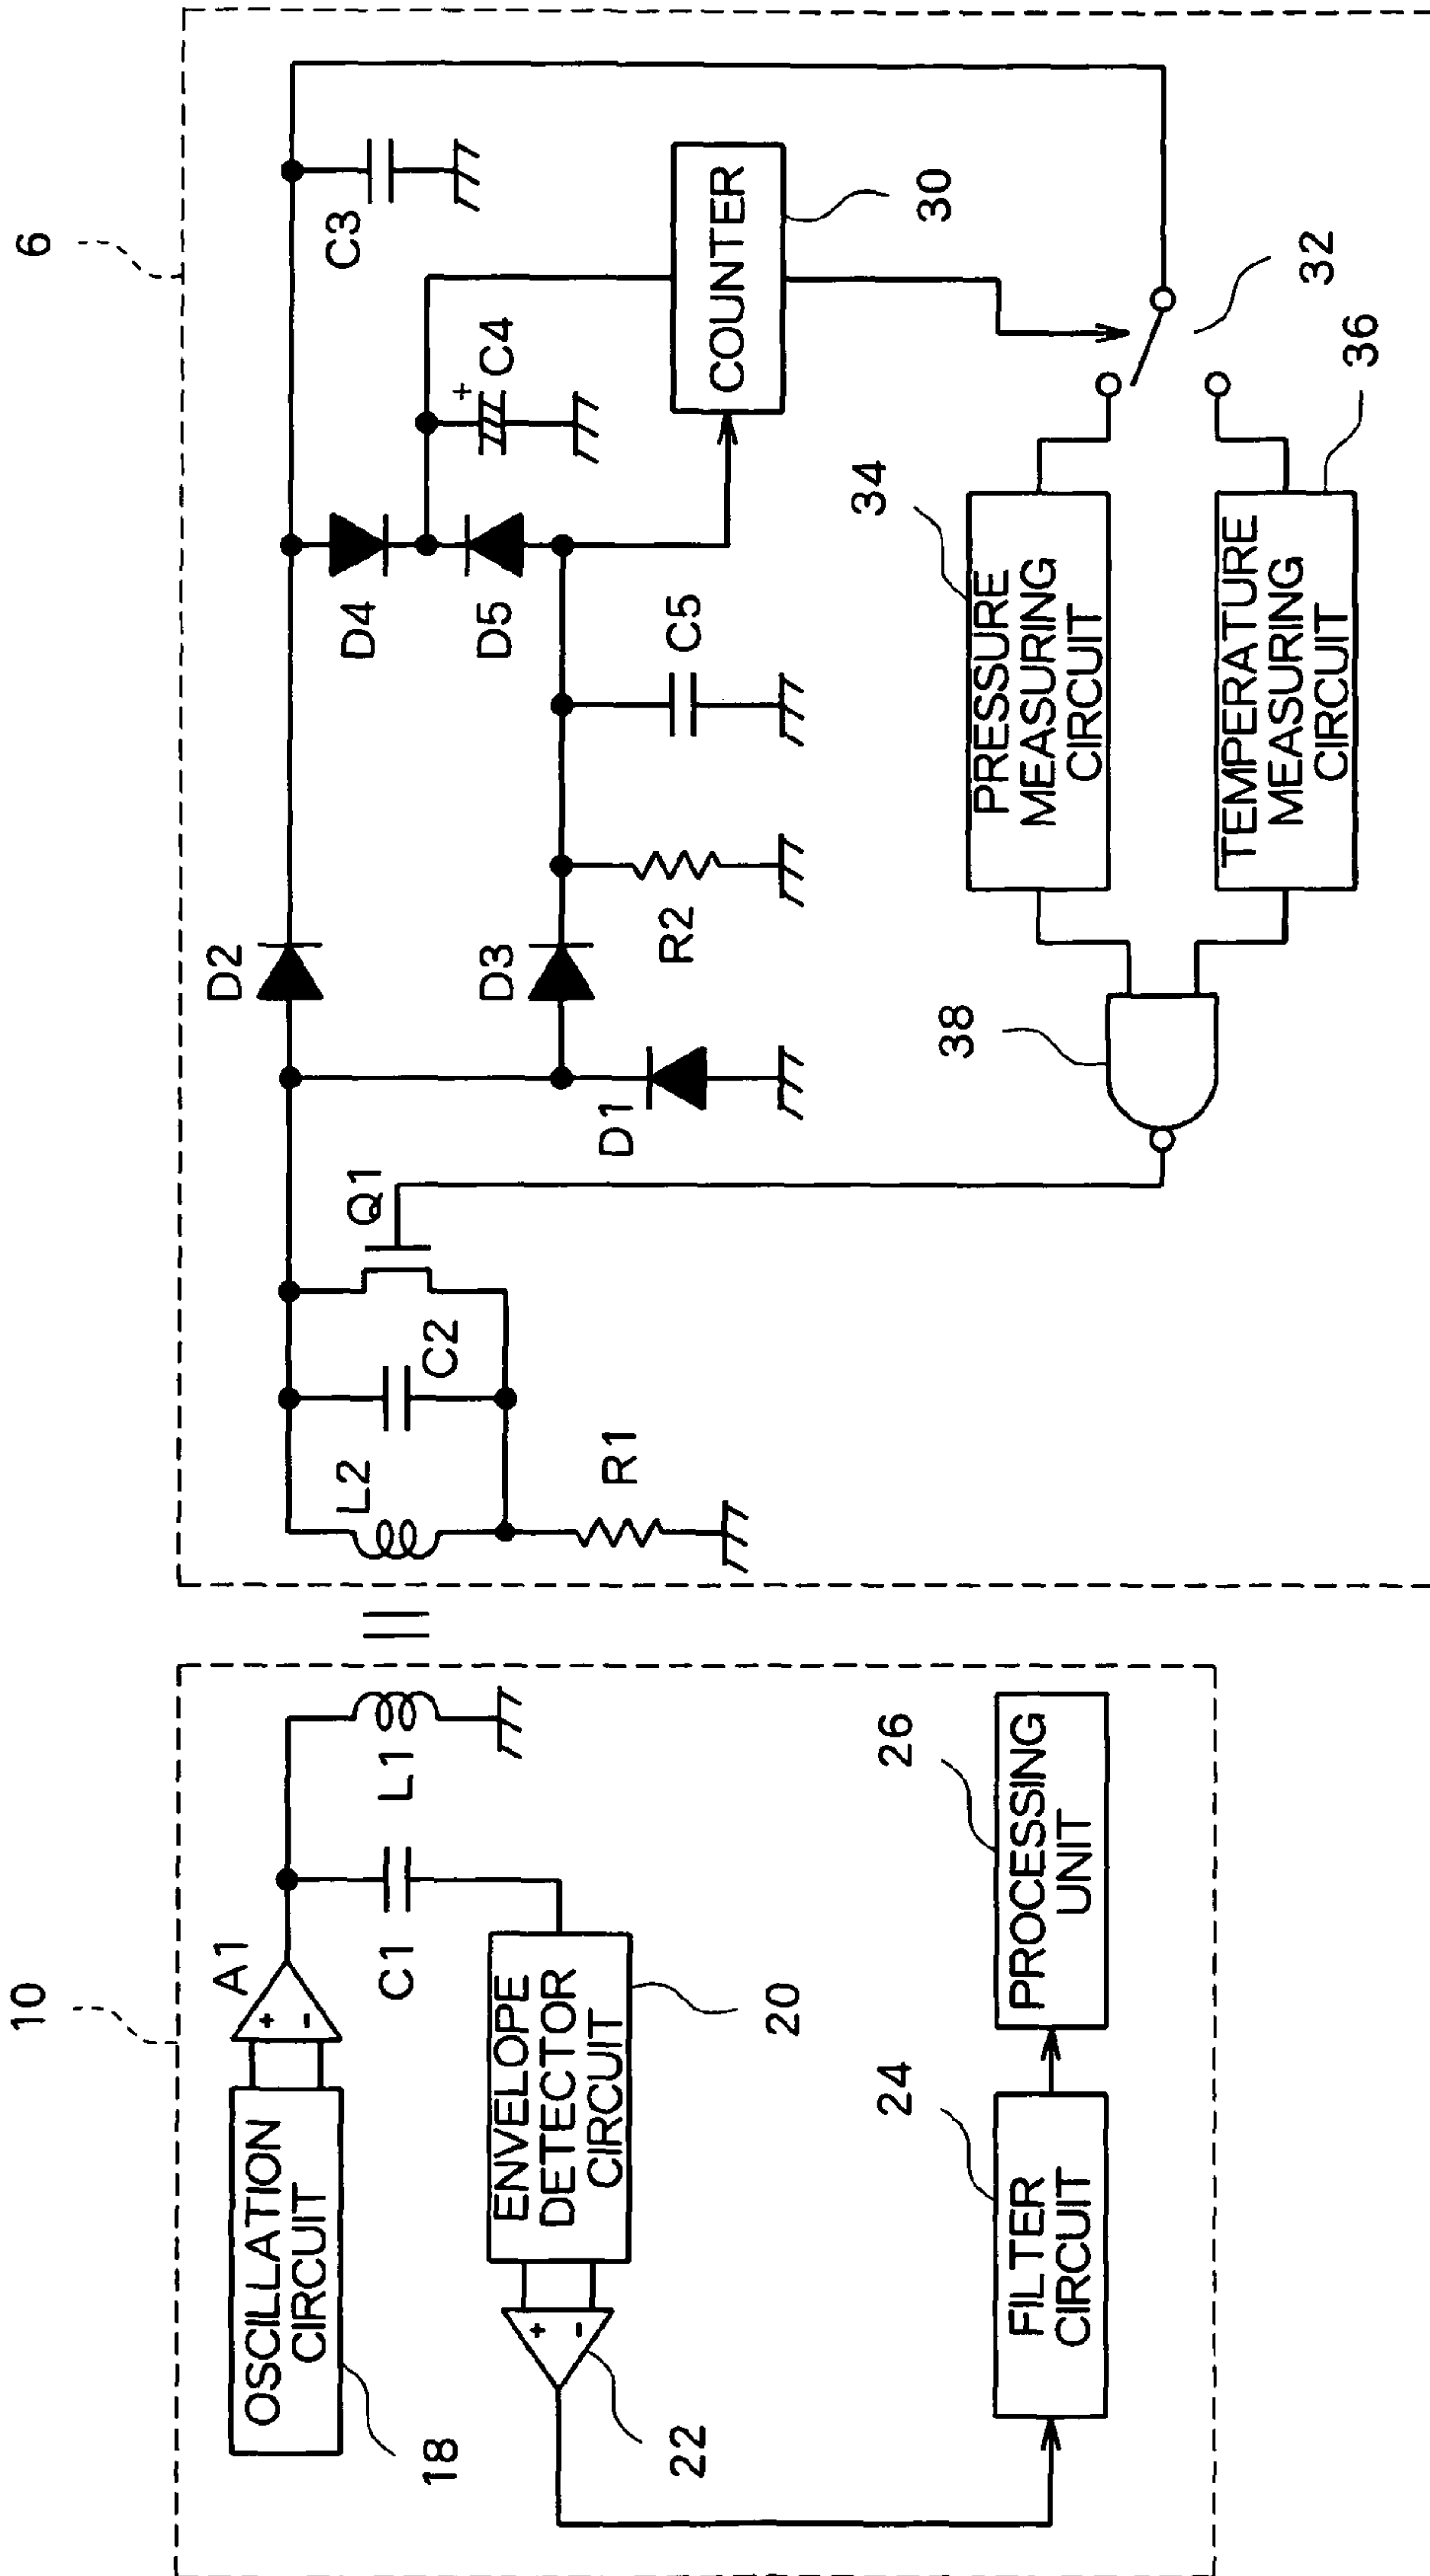 10
A1
+
-
OSCILLATION
CIRCUIT
18
C1
L1
ENVELOPE
DETECTOR
CIRCUIT
20
+
-
22
FILTER
CIRCUIT
24
PROCESSING
UNIT
26
6
L2
C2
Q1
R1
D2
D3
D1
R2
C5
D4
D5
+
C4
C3
COUNTER
30
32
34
PRESSURE
MEASURING
CIRCUIT
36
TEMPERATURE
MEASURING
CIRCUIT
38